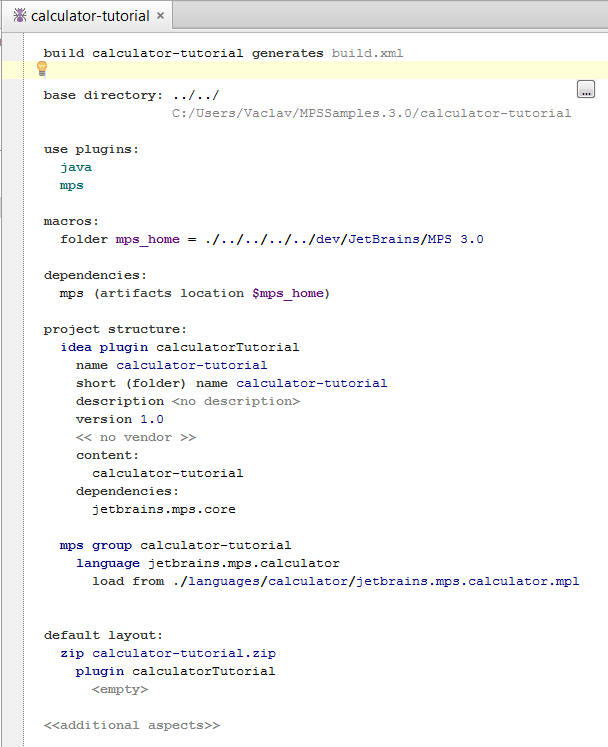 calculator-tutorial ×
build calculator-tutorial generates build.xml
base directory: ../../
...
C:/Users/Vaclav/MPSSamples.3.0/calculator-tutorial
use plugins:
java
mps
macros:
folder mps_home = ./../../../../dev/JetBrains/MPS 3.0
dependencies:
mps (artifacts location $mps_home)
project structure:
idea plugin calculatorTutorial
name calculator-tutorial
short (folder) name calculator-tutorial
description <no description>
version 1.0
<< no vendor >>
content:
calculator-tutorial
dependencies:
jetbrains.mps.core
mps group calculator-tutorial
language jetbrains.mps.calculator
load from ./languages/calculator/jetbrains.mps.calculator.mpl
default layout:
zip calculator-tutorial.zip
plugin calculatorTutorial
<empty>
<<additional aspects>>